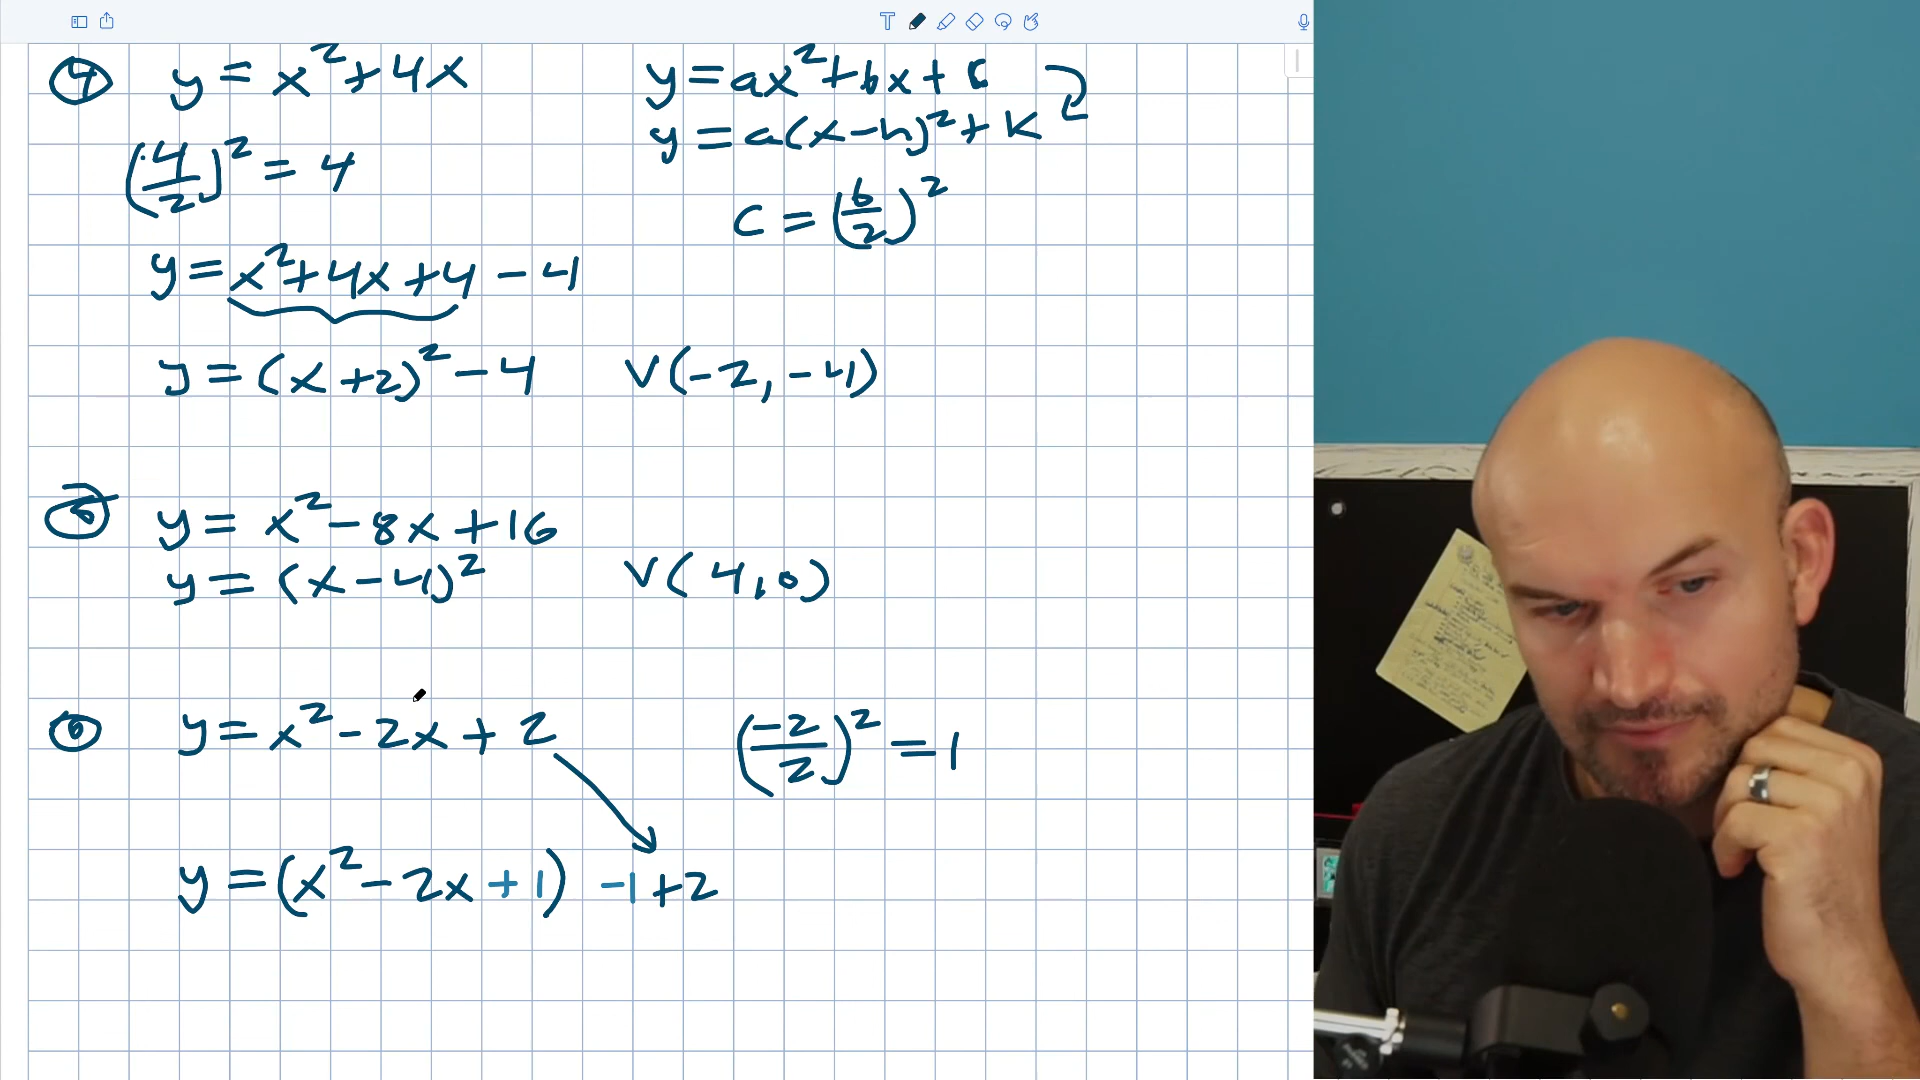 ④ y = x² + 4x
(4/2)² = 4
y = x² + 4x + 4 - 4
y = (x + 2)² - 4 V(-2, -4)
y = ax² + bx + c
y = a(x - h)² + k
c = (b/2)²
⑤ y = x² - 8x + 16
y = (x - 4)² V(4, 0)
⑥ y = x² - 2x + 2 (-2/2)² = 1
y = (x² - 2x + 1) - 1 + 2